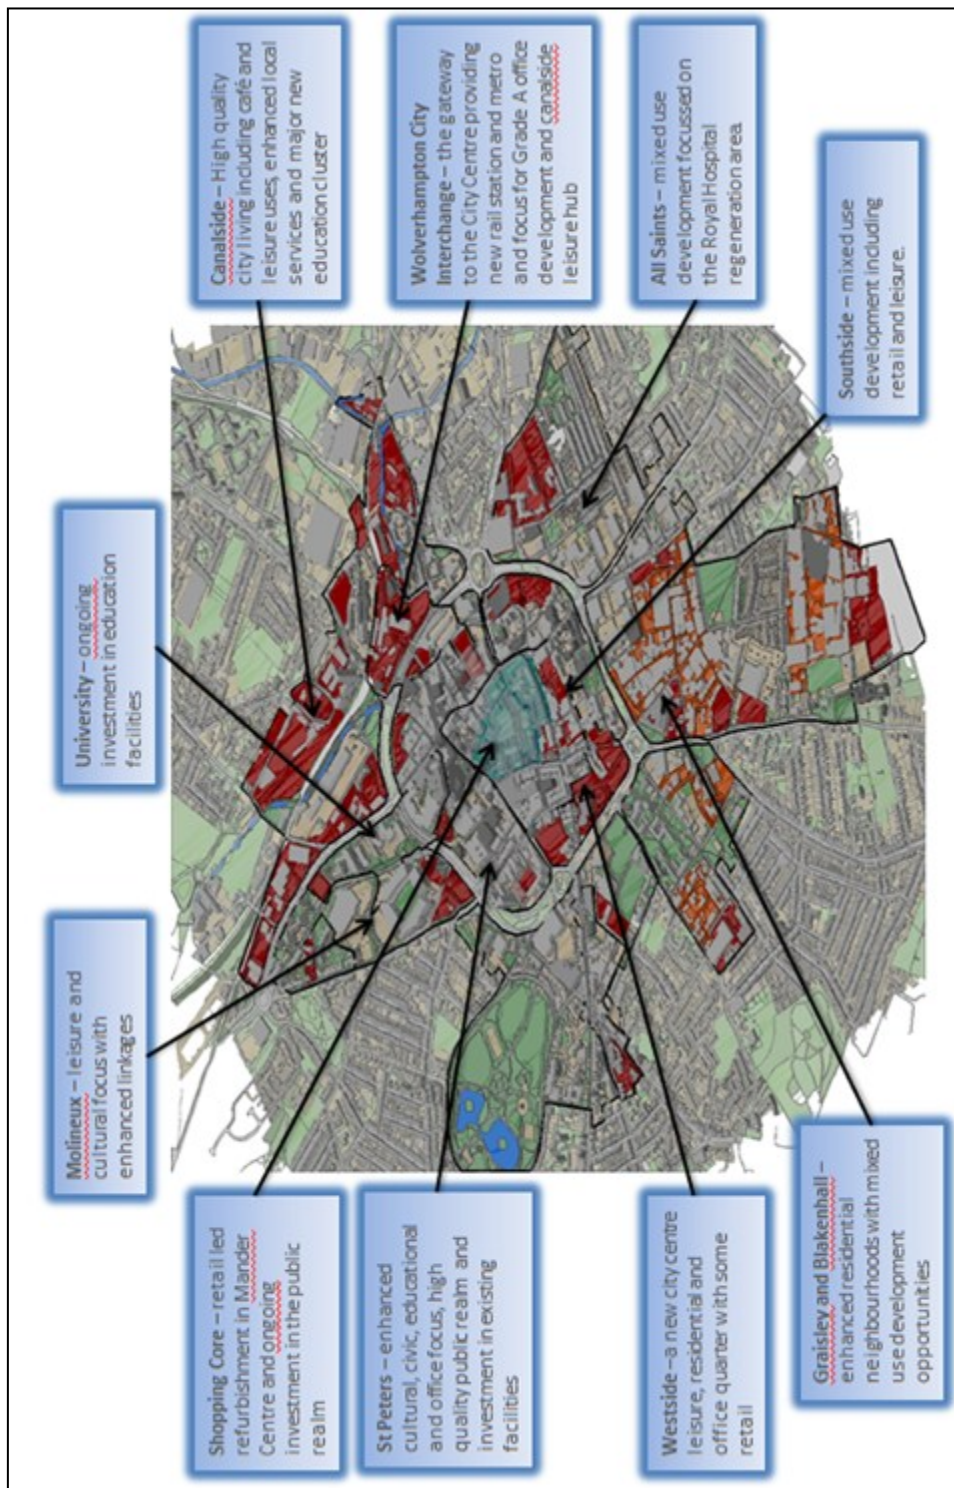 Molineux – leisure and
cultural focus with
enhanced linkages
University – ongoing
investment in education
facilities
Canalside – High quality
city living including café and
leisure uses, enhanced local
services and major new
education cluster
Wolverhampton City
Interchange – the gateway
to the City Centre providing
new rail station and metro
and focus for Grade A office
development and canalside
leisure hub
All Saints – mixed use
development focussed on
the Royal Hospital
regeneration area.
Southside – mixed use
development including
retail and leisure.
Shopping Core – retail led
refurbishment in Mander
Centre and ongoing
investment in the public
realm
St Peters – enhanced
cultural, civic, educational
and office focus, high
quality public realm and
investment in existing
facilities
Westside – a new city centre
leisure, residential and
office quarter with some
retail
Graisley and Blakenhall –
enhanced residential
neighbourhoods with mixed
use development
opportunities